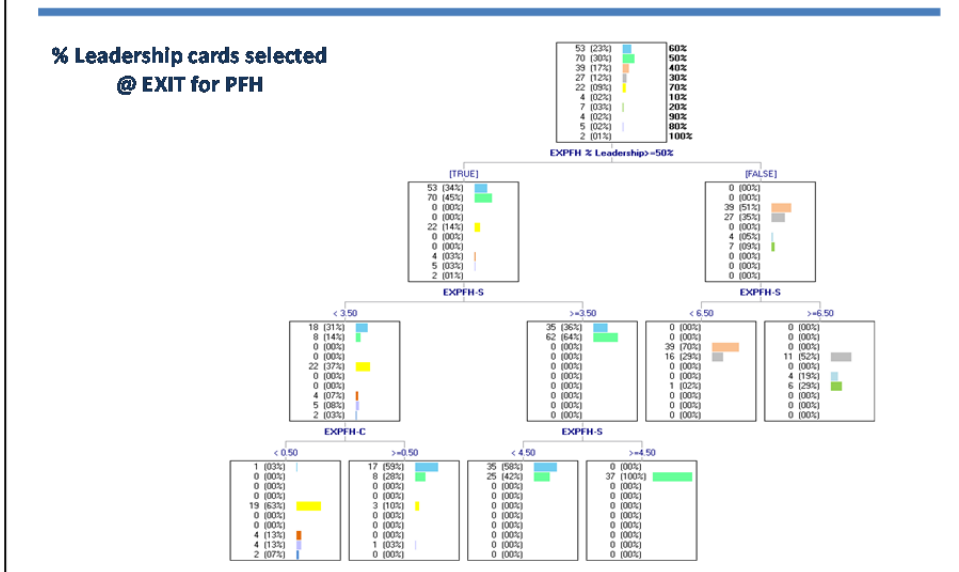 % Leadership cards selected
@ EXIT for PFH
53 (23%) 60%
70 (30%) 50%
39 (17%) 40%
27 (12%) 30%
22 (09%) 70%
4 (02%) 10%
7 (03%) 20%
4 (02%) 90%
5 (02%) 80%
2 (01%) 100%
EXPFH % Leadership>=50%
[TRUE] [FALSE]
53 (34%) 0 (00%)
70 (45%) 0 (00%)
0 (00%) 39 (51%)
0 (00%) 27 (35%)
22 (14%) 0 (00%)
0 (00%) 4 (05%)
0 (00%) 7 (09%)
4 (03%) 0 (00%)
5 (03%) 0 (00%)
2 (01%) 0 (00%)
EXPFH-S EXPFH-S
< 3.50 >=3.50 < 6.50 >=6.50
18 (31%) 35 (36%) 0 (00%) 0 (00%)
8 (14%) 62 (64%) 0 (00%) 0 (00%)
0 (00%) 0 (00%) 39 (70%) 0 (00%)
0 (00%) 0 (00%) 16 (29%) 11 (52%)
22 (37%) 0 (00%) 0 (00%) 0 (00%)
0 (00%) 0 (00%) 0 (00%) 4 (19%)
0 (00%) 0 (00%) 1 (02%) 6 (29%)
4 (07%) 0 (00%) 0 (00%) 0 (00%)
5 (08%) 0 (00%) 0 (00%) 0 (00%)
2 (03%) 0 (00%) 0 (00%) 0 (00%)
EXPFH-C EXPFH-S
< 0.50 >=0.50 < 4.50 >=4.50
1 (03%) 17 (59%) 35 (58%) 0 (00%)
0 (00%) 8 (28%) 25 (42%) 37 (100%)
0 (00%) 0 (00%) 0 (00%) 0 (00%)
0 (00%) 0 (00%) 0 (00%) 0 (00%)
19 (63%) 3 (10%) 0 (00%) 0 (00%)
0 (00%) 0 (00%) 0 (00%) 0 (00%)
0 (00%) 0 (00%) 0 (00%) 0 (00%)
4 (13%) 0 (00%) 0 (00%) 0 (00%)
4 (13%) 1 (03%) 0 (00%) 0 (00%)
2 (07%) 0 (00%) 0 (00%) 0 (00%)